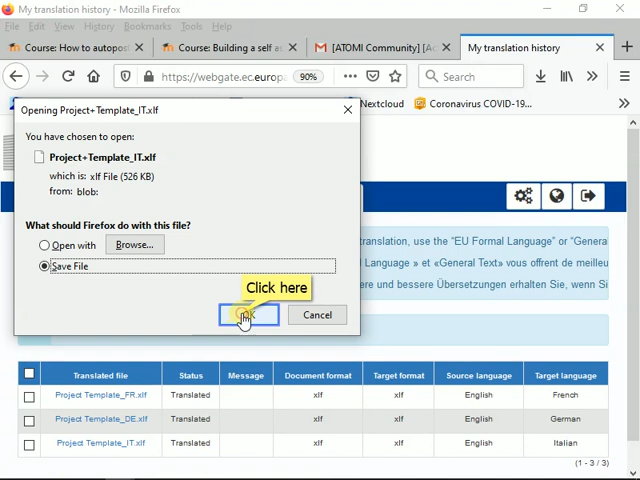 My translation history - Mozilla Firefox
File Edit View History Bookmarks Tools Help
Course: How to autopost
Course: Building a self as
[ATOMI Community] [A
My translation history
https://webgate.ec.europa
90%
Search
Nextcloud
Coronavirus COVID-19...
Opening Project+Template_IT.xlf
You have chosen to open:
Project+Template_IT.xlf
which is: xlf File (526 KB)
from: blob:
What should Firefox do with this file?
Open with Browse...
Save File
Click here
OK Cancel
translation, use the "EU Formal Language" or "General
l Language » et «General Text» vous offrent de meilleu
ere und bessere Übersetzungen erhalten Sie, wenn Si
Translated file Status Message Document format Target format Source language Target language
Project Template_FR.xlf Translated xlf xlf English French
Project Template_DE.xlf Translated xlf xlf English German
Project Template_IT.xlf Translated xlf xlf English Italian
(1 - 3 / 3)